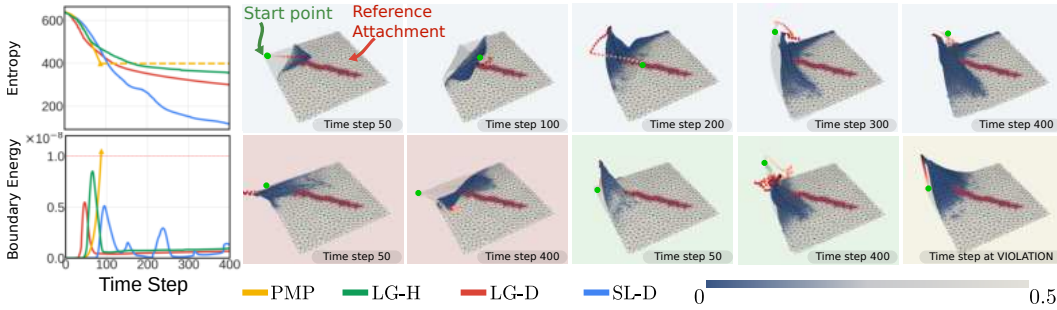 Entropy
600
400
200
Start point
Reference
Attachment
Time step 50
Time step 100
Time step 200
Time step 300
Time step 400
×10⁻⁸
Boundary Energy
1.0
0.5
0.0
0
100
200
300
400
Time Step
Time step 50
Time step 400
Time step 50
Time step 400
Time step at VIOLATION
PMP
LG-H
LG-D
SL-D
0
0.5